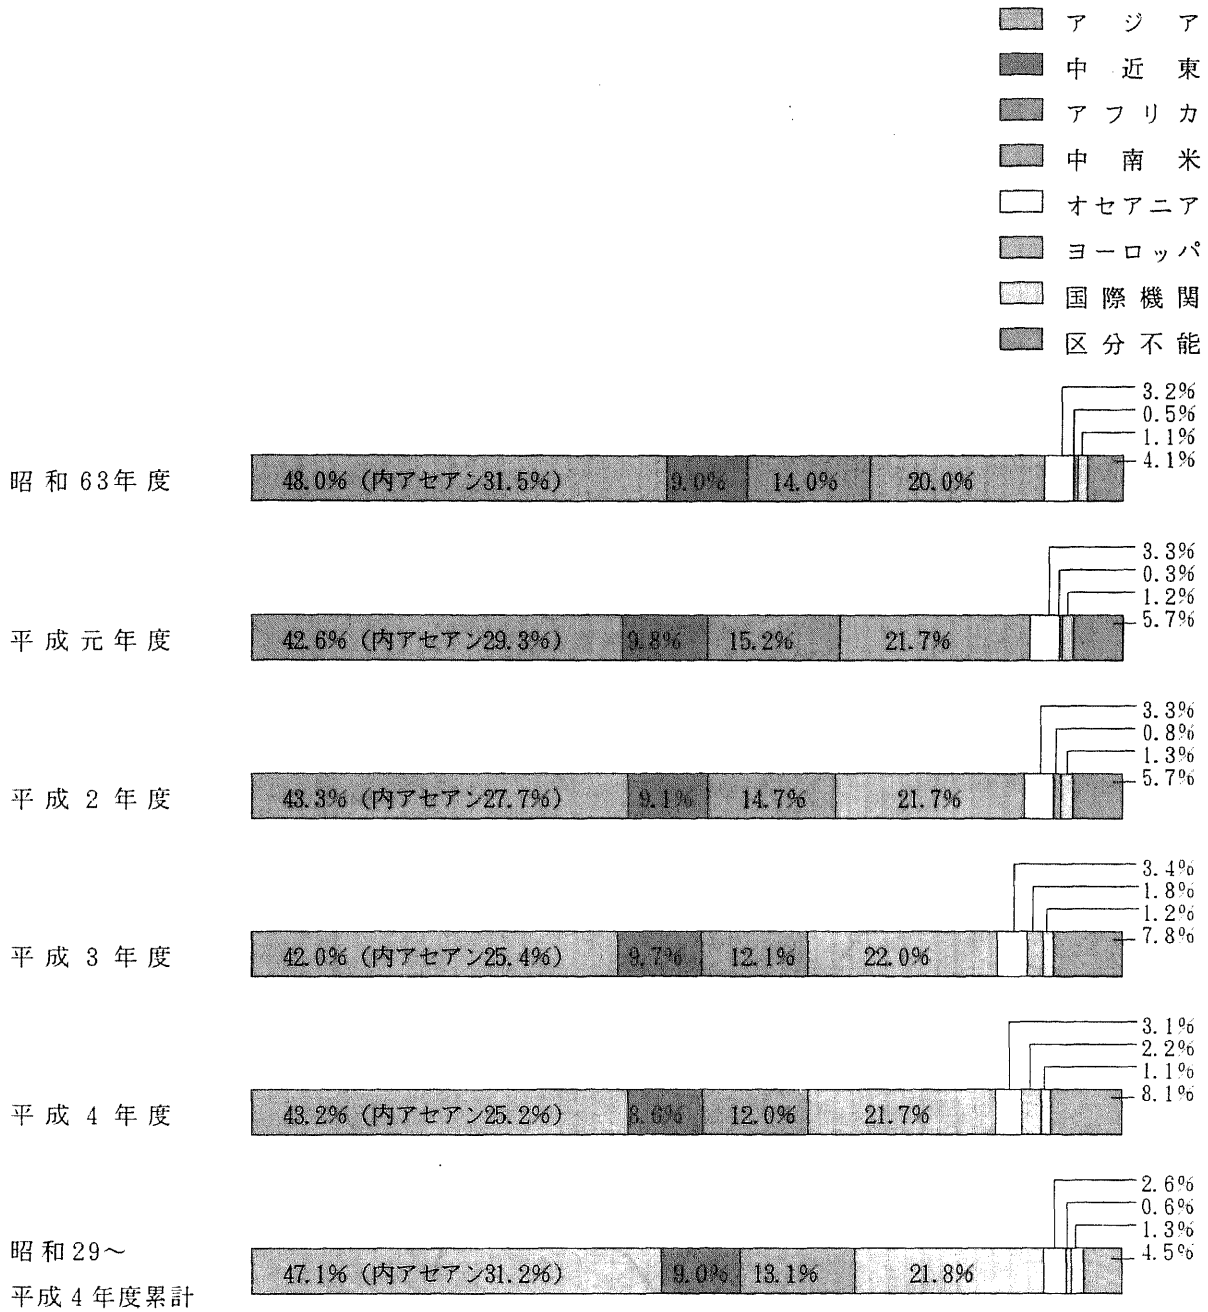 アジア
中近東
アフリカ
中南米
オセアニア
ヨーロッパ
国際機関
区分不能
3.2%
0.5%
1.1%
4.1%
昭和63年度 48.0% (内アセアン31.5%) 9.0% 14.0% 20.0%
3.3%
0.3%
1.2%
5.7%
平成元年度 42.6% (内アセアン29.3%) 9.8% 15.2% 21.7%
3.3%
0.8%
1.3%
5.7%
平成2年度 43.3% (内アセアン27.7%) 9.1% 14.7% 21.7%
3.4%
1.8%
1.2%
7.8%
平成3年度 42.0% (内アセアン25.4%) 9.7% 12.1% 22.0%
3.1%
2.2%
1.1%
8.1%
平成4年度 43.2% (内アセアン25.2%) 8.6% 12.0% 21.7%
2.6%
0.6%
1.3%
4.5%
昭和29～
平成4年度累計 47.1% (内アセアン31.2%) 9.0% 13.1% 21.8%